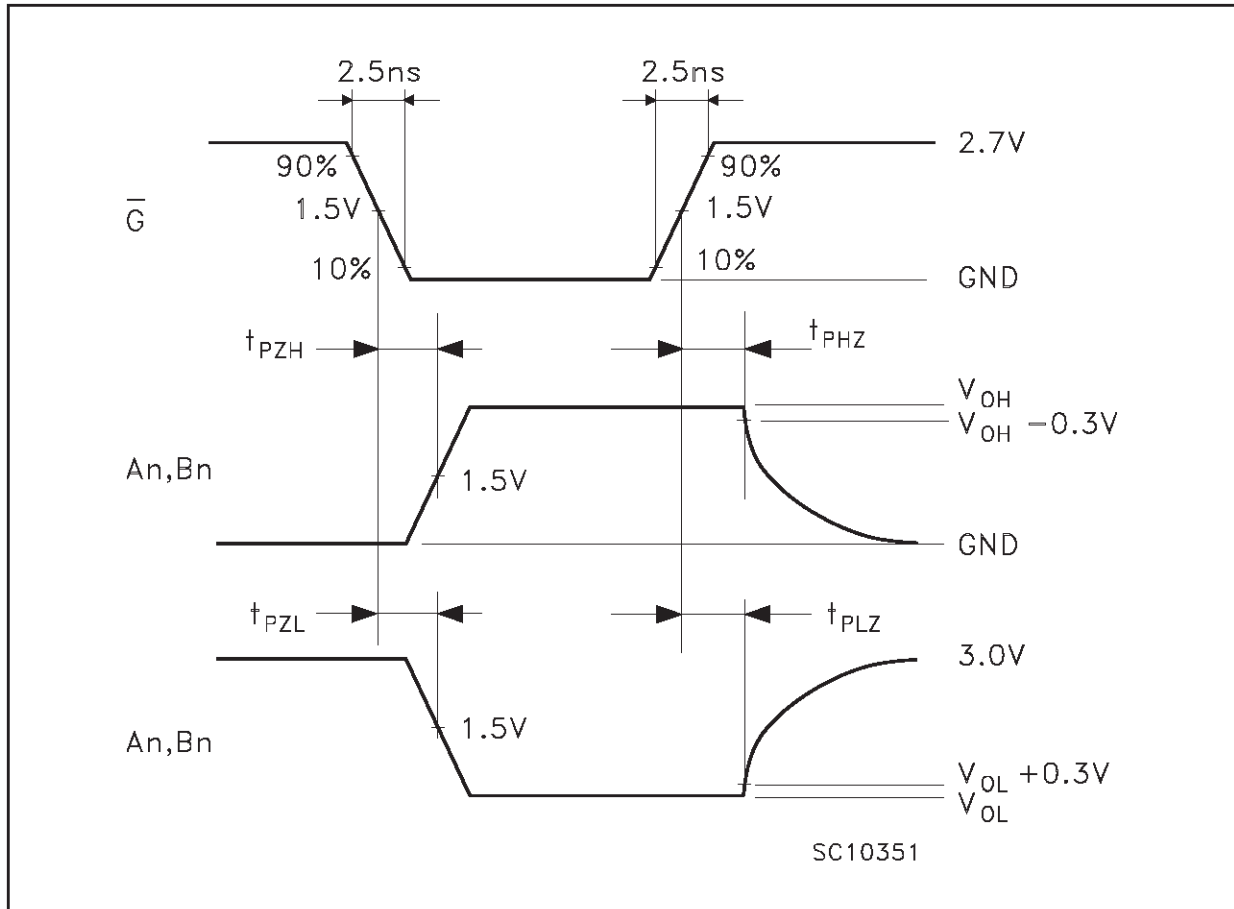 2.5ns 2.5ns
2.7V
90% 90%
G̅ 1.5V 1.5V
10% 10%
GND
tPZH tPHZ
VOH
VOH −0.3V
An,Bn 1.5V
GND
tPZL tPLZ
3.0V
An,Bn 1.5V
VOL +0.3V
VOL
SC10351